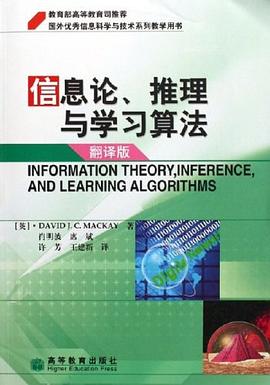 教育部高等教育司推荐
国外优秀信息科学与技术系列教学用书
信息论、推理
与学习算法
翻译版
INFORMATION THEORY,INFERENCE,
AND LEARNING ALGORITHMS
[英]·DAVID J.C. MACKAY 著
肖明波 席 斌
许 芳 王建新 译
高等教育出版社
Higher Education Press